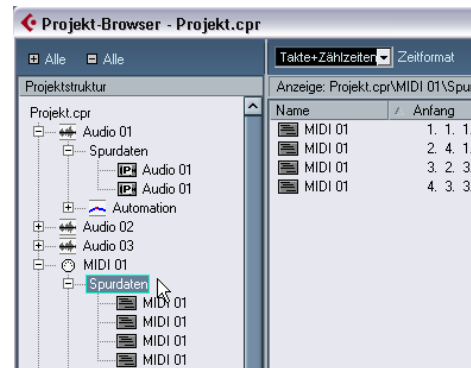 Projekt-Browser - Projekt.cpr
Alle Alle
Takte+Zählzeiten Zeitformat
Projektstruktur
Anzeige: Projekt.cpr\MIDI 01\Spu
Projekt.cpr
Audio 01
Spurdaten
Audio 01
Audio 01
Automation
Audio 02
Audio 03
MIDI 01
Spurdaten
MIDI 01
MIDI 01
MIDI 01
MIDI 01
Name Anfang
MIDI 01 1. 1. 1.
MIDI 01 2. 4. 1.
MIDI 01 3. 2. 3.
MIDI 01 4. 3. 3.